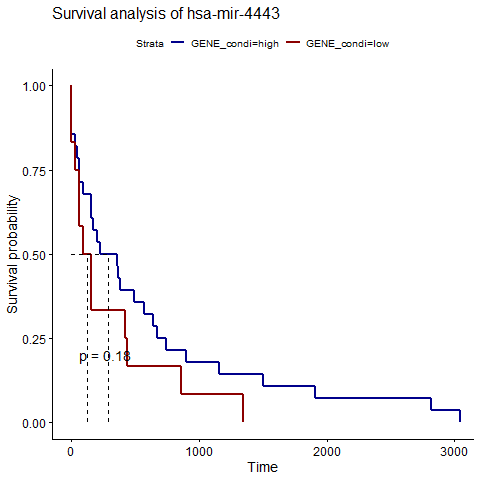 Survival analysis of hsa-mir-4443
Strata GENE_condi=high GENE_condi=low
1.00
0.75
0.50
0.25
0.00
Survival probability
p = 0.18
0 1000 2000 3000
Time